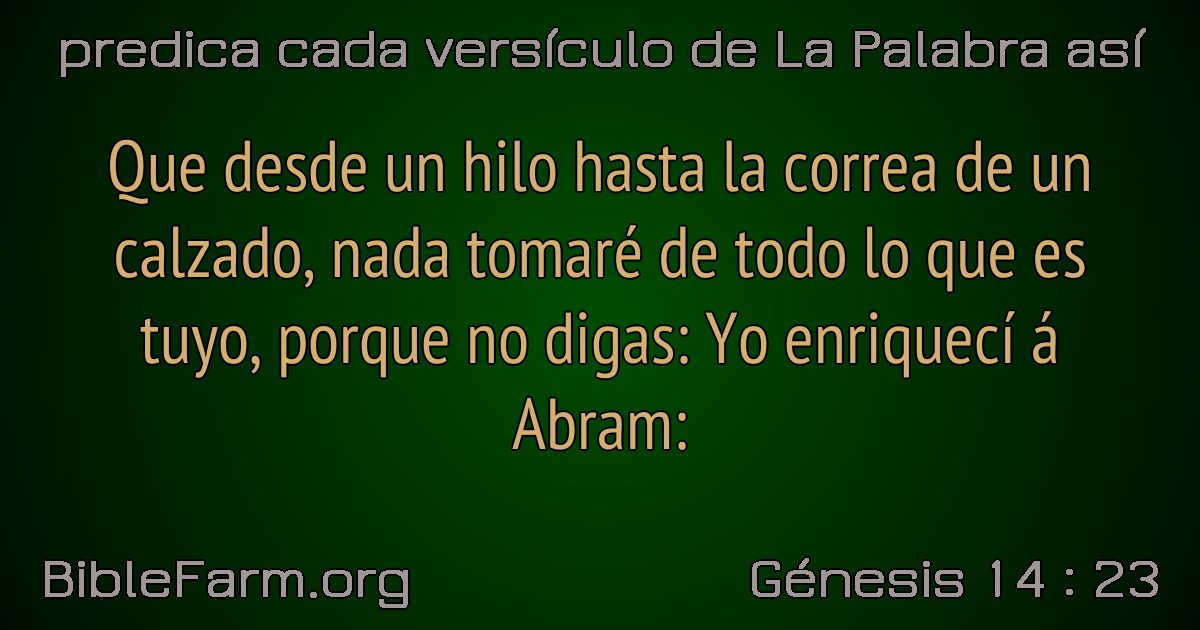 predica cada versículo de La Palabra así
Que desde un hilo hasta la correa de un
calzado, nada tomaré de todo lo que es
tuyo, porque no digas: Yo enriquecí á
Abram:
BibleFarm.org
Génesis 14 : 23